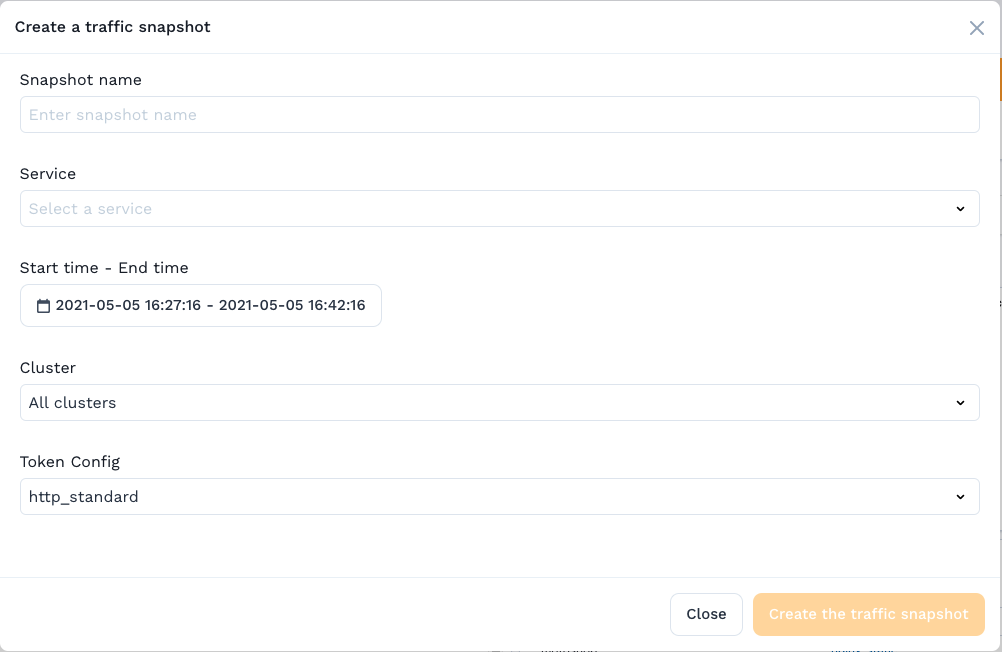 Create a traffic snapshot
Snapshot name
Enter snapshot name
Service
Select a service
Start time - End time
2021-05-05 16:27:16 - 2021-05-05 16:42:16
Cluster
All clusters
Token Config
http_standard
Close
Create the traffic snapshot